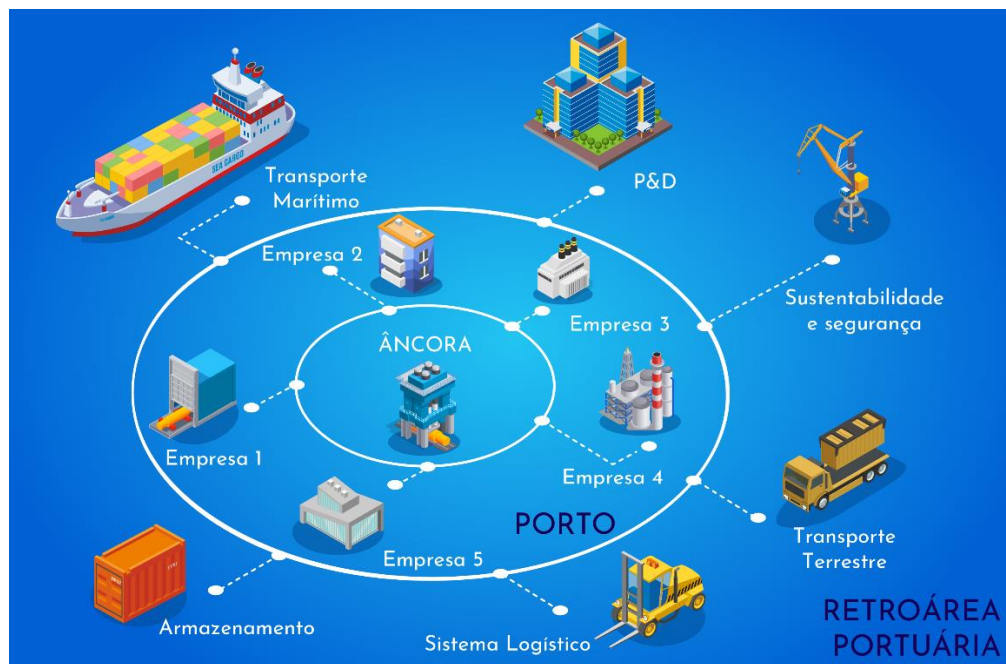 SEA CARGO
Transporte
Marítimo
P&D
Empresa 2
Empresa 3
Sustentabilidade
e segurança
ÂNCORA
Empresa 1
Empresa 4
PORTO
Empresa 5
Transporte
Terrestre
Armazenamento
Sistema Logístico
RETROÁREA
PORTUÁRIA